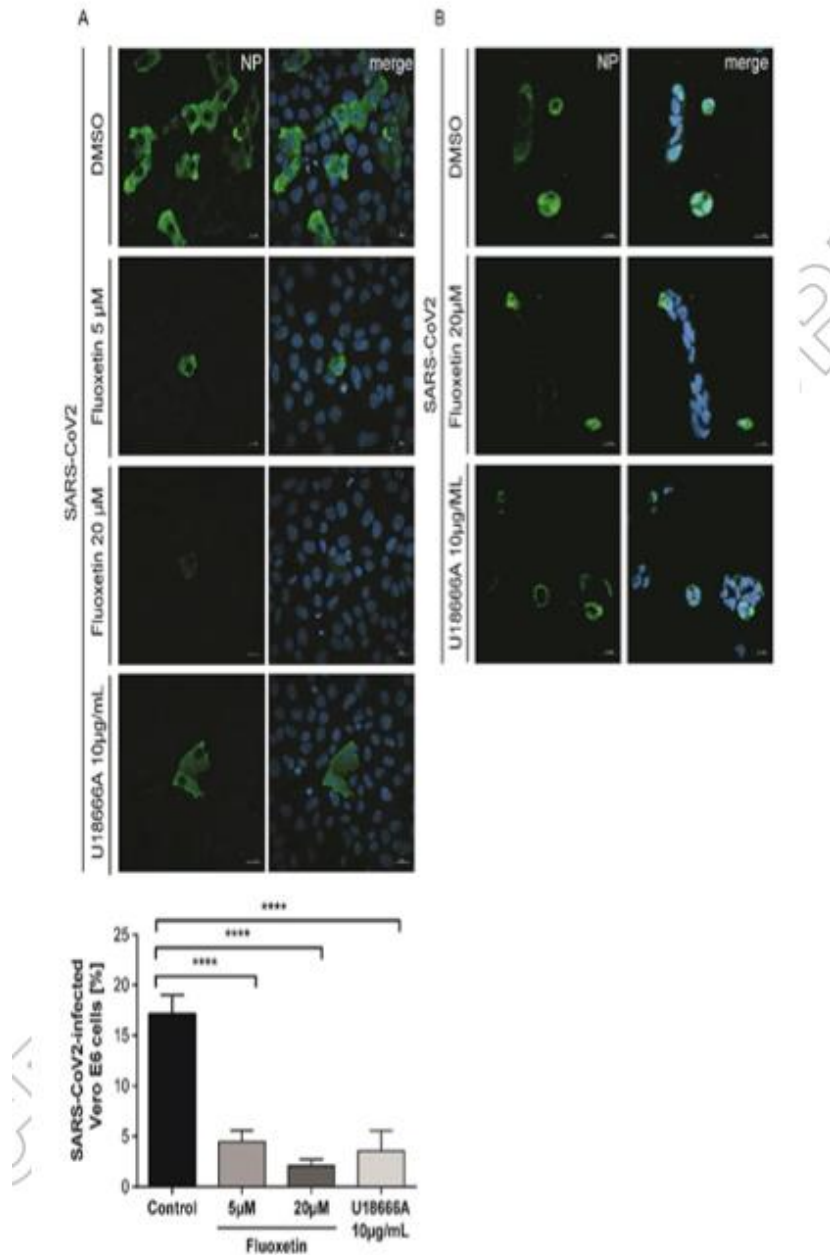 A
B
NP
merge
NP
merge
SARS-CoV2
DMSO
Fluoxetin 5 µM
Fluoxetin 20 µM
U18666A 10µg/mL
SARS-CoV2
DMSO
Fluoxetin 20µM
U18666A 10µg/ML
****
****
****
SARS-CoV2-infected
Vero E6 cells [%]
25
20
15
10
5
0
Control
5µM
20µM
U18666A
10µg/mL
Fluoxetin